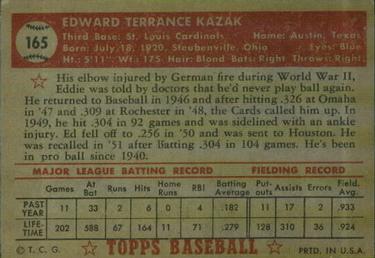 165
EDWARD TERRANCE KAZAK
Third Base: St. Louis Cardinals Home: Austin, Texas
Born: July 18, 1920, Steubenville, Ohio Eyes: Blue
Ht.: 5'11" Wt.: 175 Hair: Blond Bats: Right Throws: Right
His elbow injured by German fire during World War II,
Eddie was told by doctors that he'd never play ball again.
He returned to Baseball in 1946 and after hitting .326 at Omaha
in '47 and .309 at Rochester in '48, the Cards called him up. In
1949, he hit .304 in 92 games and was sidelined with an ankle
injury. Ed fell off to .256 in '50 and was sent to Houston. He
was recalled in '51 after Batting .304 in 104 games. He's been
in pro ball since 1940.
MAJOR LEAGUE BATTING RECORD FIELDING RECORD
Games At Bat Runs Hits Home Runs RBI Batting Average Put-outs Assists Errors Field. Avg.
PAST YEAR 11 33 2 6 0 4 .182 11 17 2 .933
LIFE-TIME 202 588 67 164 11 71 .279 128 310 36 .924
© T. C. G. TOPPS BASEBALL PRTD. IN U.S.A.